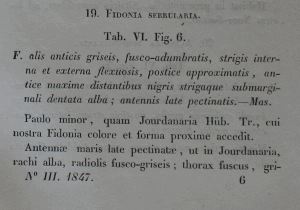 19. Fidonia serrularia.
Tab. VI. Fig. 6.
F. alis anticis griseis, fusco-adumbratis, strigis inter-
na et externa flexuosis, postice approximatis, an-
tice maxime distantibus nigris strigaque submargi-
nali dentata alba; antennis late pectinatis.—Mas.
Paulo minor, quam Jourdanaria Hüb. Tr., cui
nostra Fidonia colore et forma proxime accedit.
Antennæ maris late pectinatæ, ut in Jourdanaria,
rachi alba, radiolis fusco-griseis; thorax fuscus, gri-
Nº III. 1847. 6